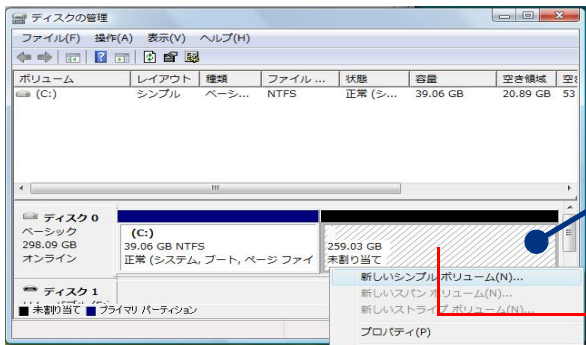 ディスクの管理
ファイル(F) 操作(A) 表示(V) ヘルプ(H)
ボリューム レイアウト 種類 ファイル ... 状態 容量 空き領域 空き
(C:) シンプル ベーシ... NTFS 正常 (シ... 39.06 GB 20.89 GB 53
ディスク 0
ベーシック
298.09 GB
オンライン
(C:)
39.06 GB NTFS
正常 (システム, ブート, ページ ファイ
259.03 GB
未割り当て
新しいシンプル ボリューム(N)...
新しいスパン ボリューム(N)...
新しいストライプ ボリューム(N)...
プロパティ(P)
ディスク 1
未割り当て プライマリ パーティション